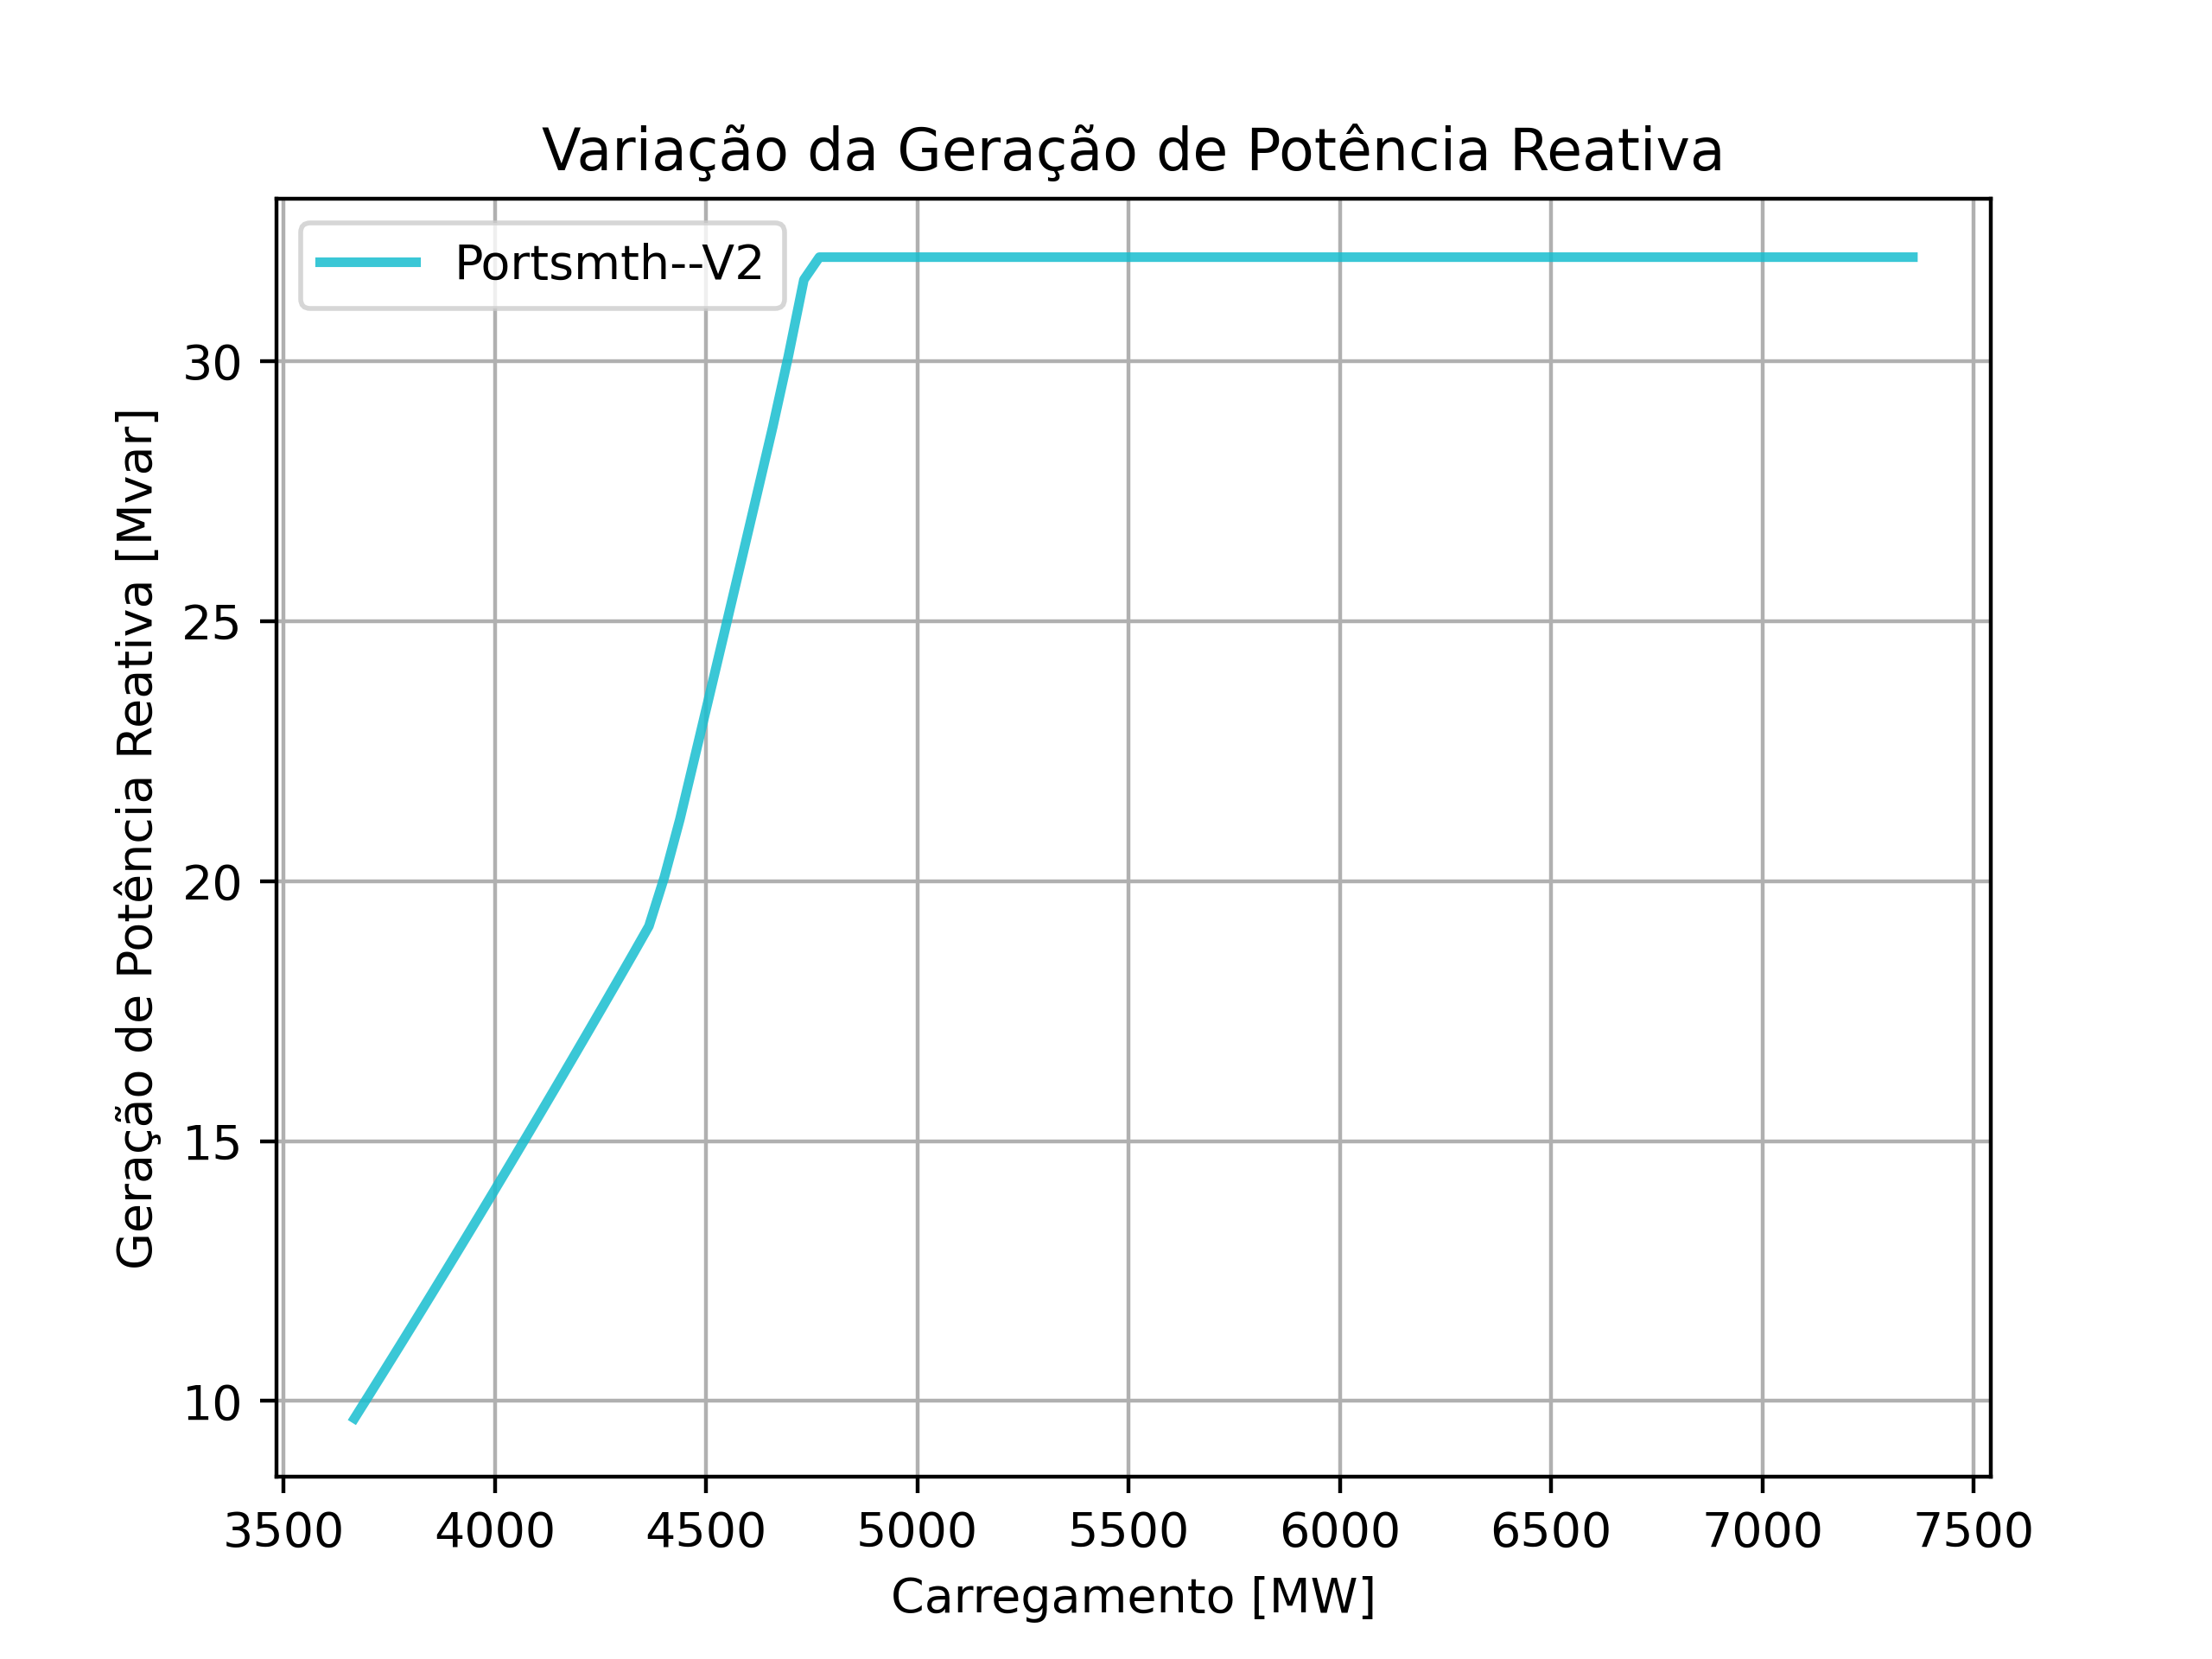 Variação da Geração de Potência Reativa
Portsmth--V2
Geração de Potência Reativa [Mvar]
30
25
20
15
10
3500 4000 4500 5000 5500 6000 6500 7000 7500
Carregamento [MW]